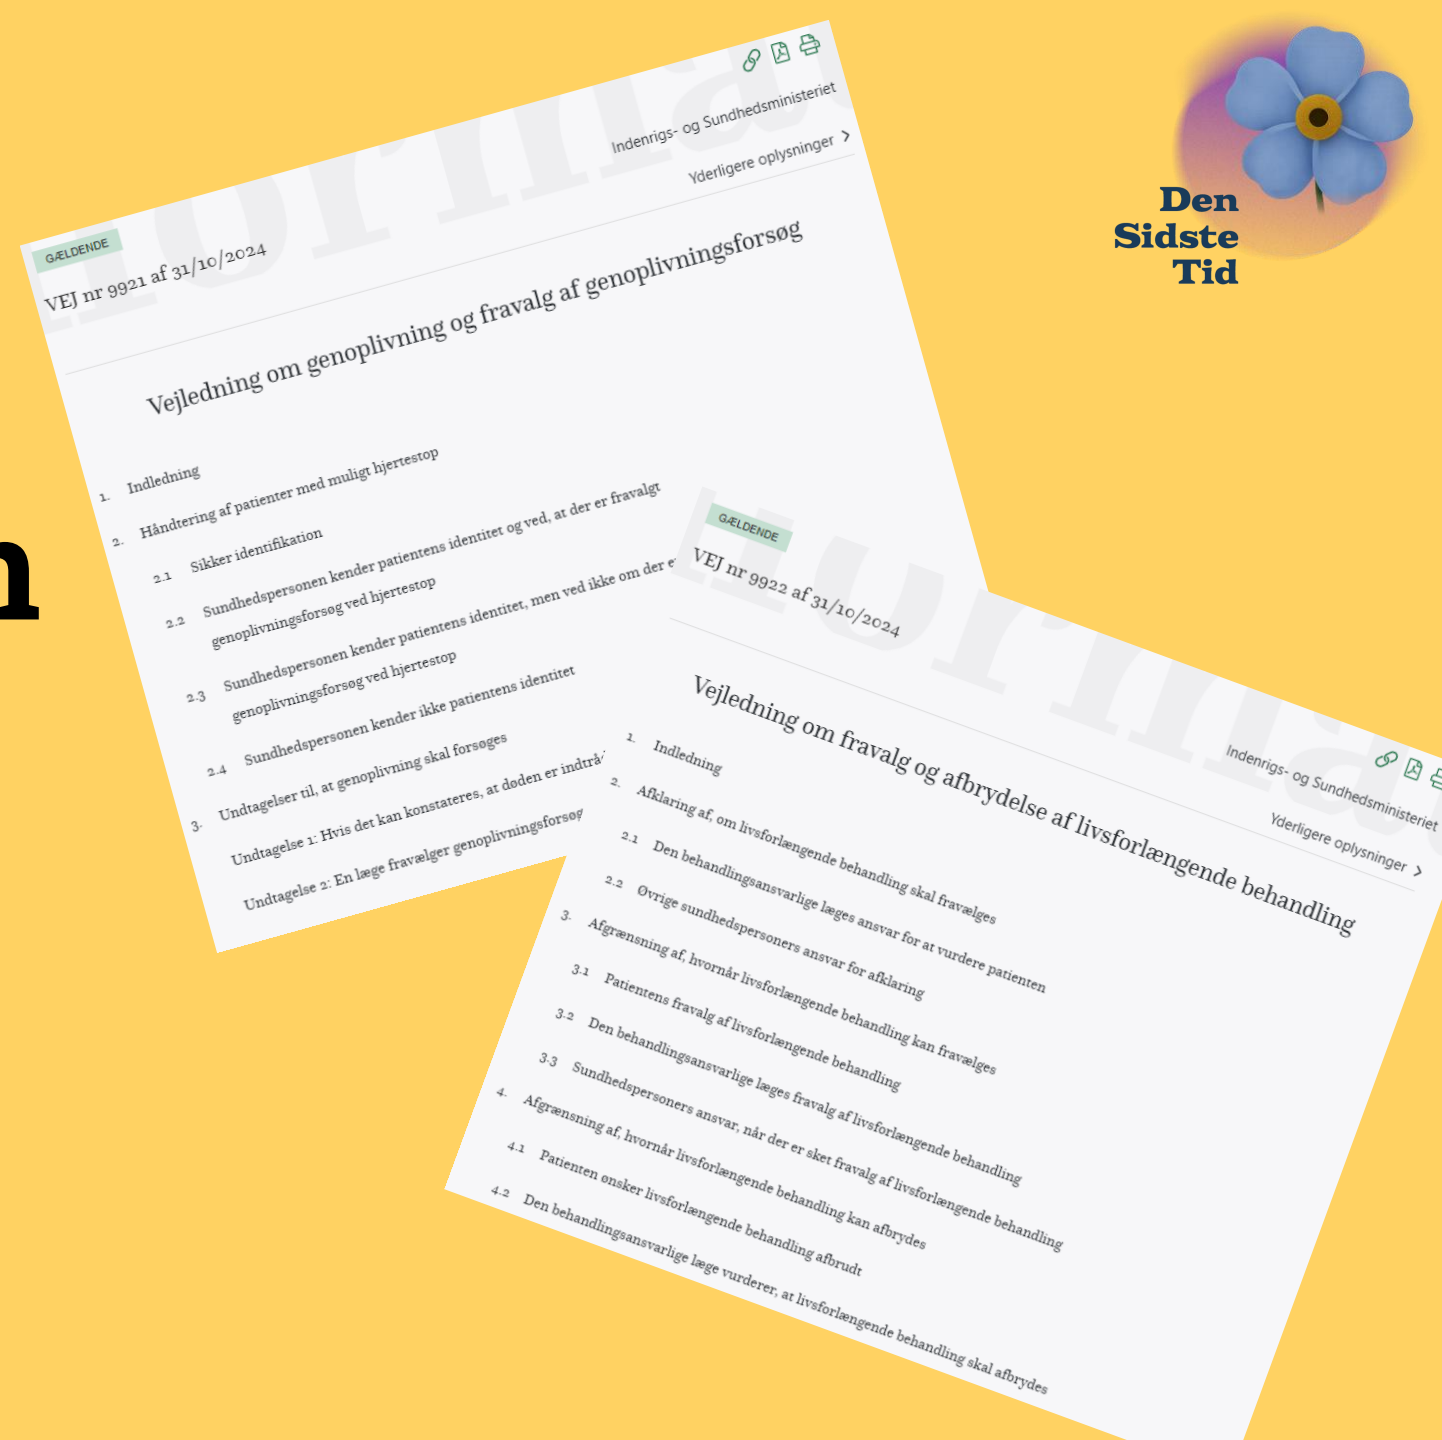 Den
Sidste
Tid
Indenrigs- og Sundhedsministeriet
Yderligere oplysninger
GÆLDENDE
VEJ nr 9921 af 31/10/2024
Vejledning om genoplivning og fravalg af genoplivningsforsøg
1. Indledning
2. Håndtering af patienter med muligt hjertestop
2.1 Sikker identifikation
2.2 Sundhedspersonen kender patientens identitet og ved, at der er fravalgt
genoplivningsforsøg ved hjertestop
2.3 Sundhedspersonen kender patientens identitet, men ved ikke om der
genoplivningsforsøg ved hjertestop
2.4 Sundhedspersonen kender ikke patientens identitet
3. Undtagelser til, at genoplivning skal forsøges
Undtagelse 1: Hvis det kan konstateres, at døden er
Undtagelse 2: En læge fravælger genoplivningsforsøg
GÆLDENDE
VEJ nr 9922 af 31/10/2024
Indenrigs- og Sundhedsministeriet
Yderligere oplysninger
Vejledning om fravalg og afbrydelse af livsforlængende behandling
1. Indledning
2. Afklaring af, om livsforlængende behandling skal fravælges
2.1 Den behandlingsansvarlige læges ansvar for at vurdere patienten
2.2 Øvrige sundhedspersoners ansvar for afklaring
3. Afgrænsning af, hvornår livsforlængende behandling kan fravælges
3.1 Patientens fravalg af livsforlængende behandling
3.2 Den behandlingsansvarlige læges fravalg af livsforlængende behandling
3.3 Sundhedspersoners ansvar, når der er sket fravalg af livsforlængende behandling
4. Afgrænsning af, hvornår livsforlængende behandling kan afbrydes
4.1 Patienten ønsker livsforlængende behandling afbrudt
4.2 Den behandlingsansvarlige læge vurderer, at livsforlængende behandling skal afbrydes